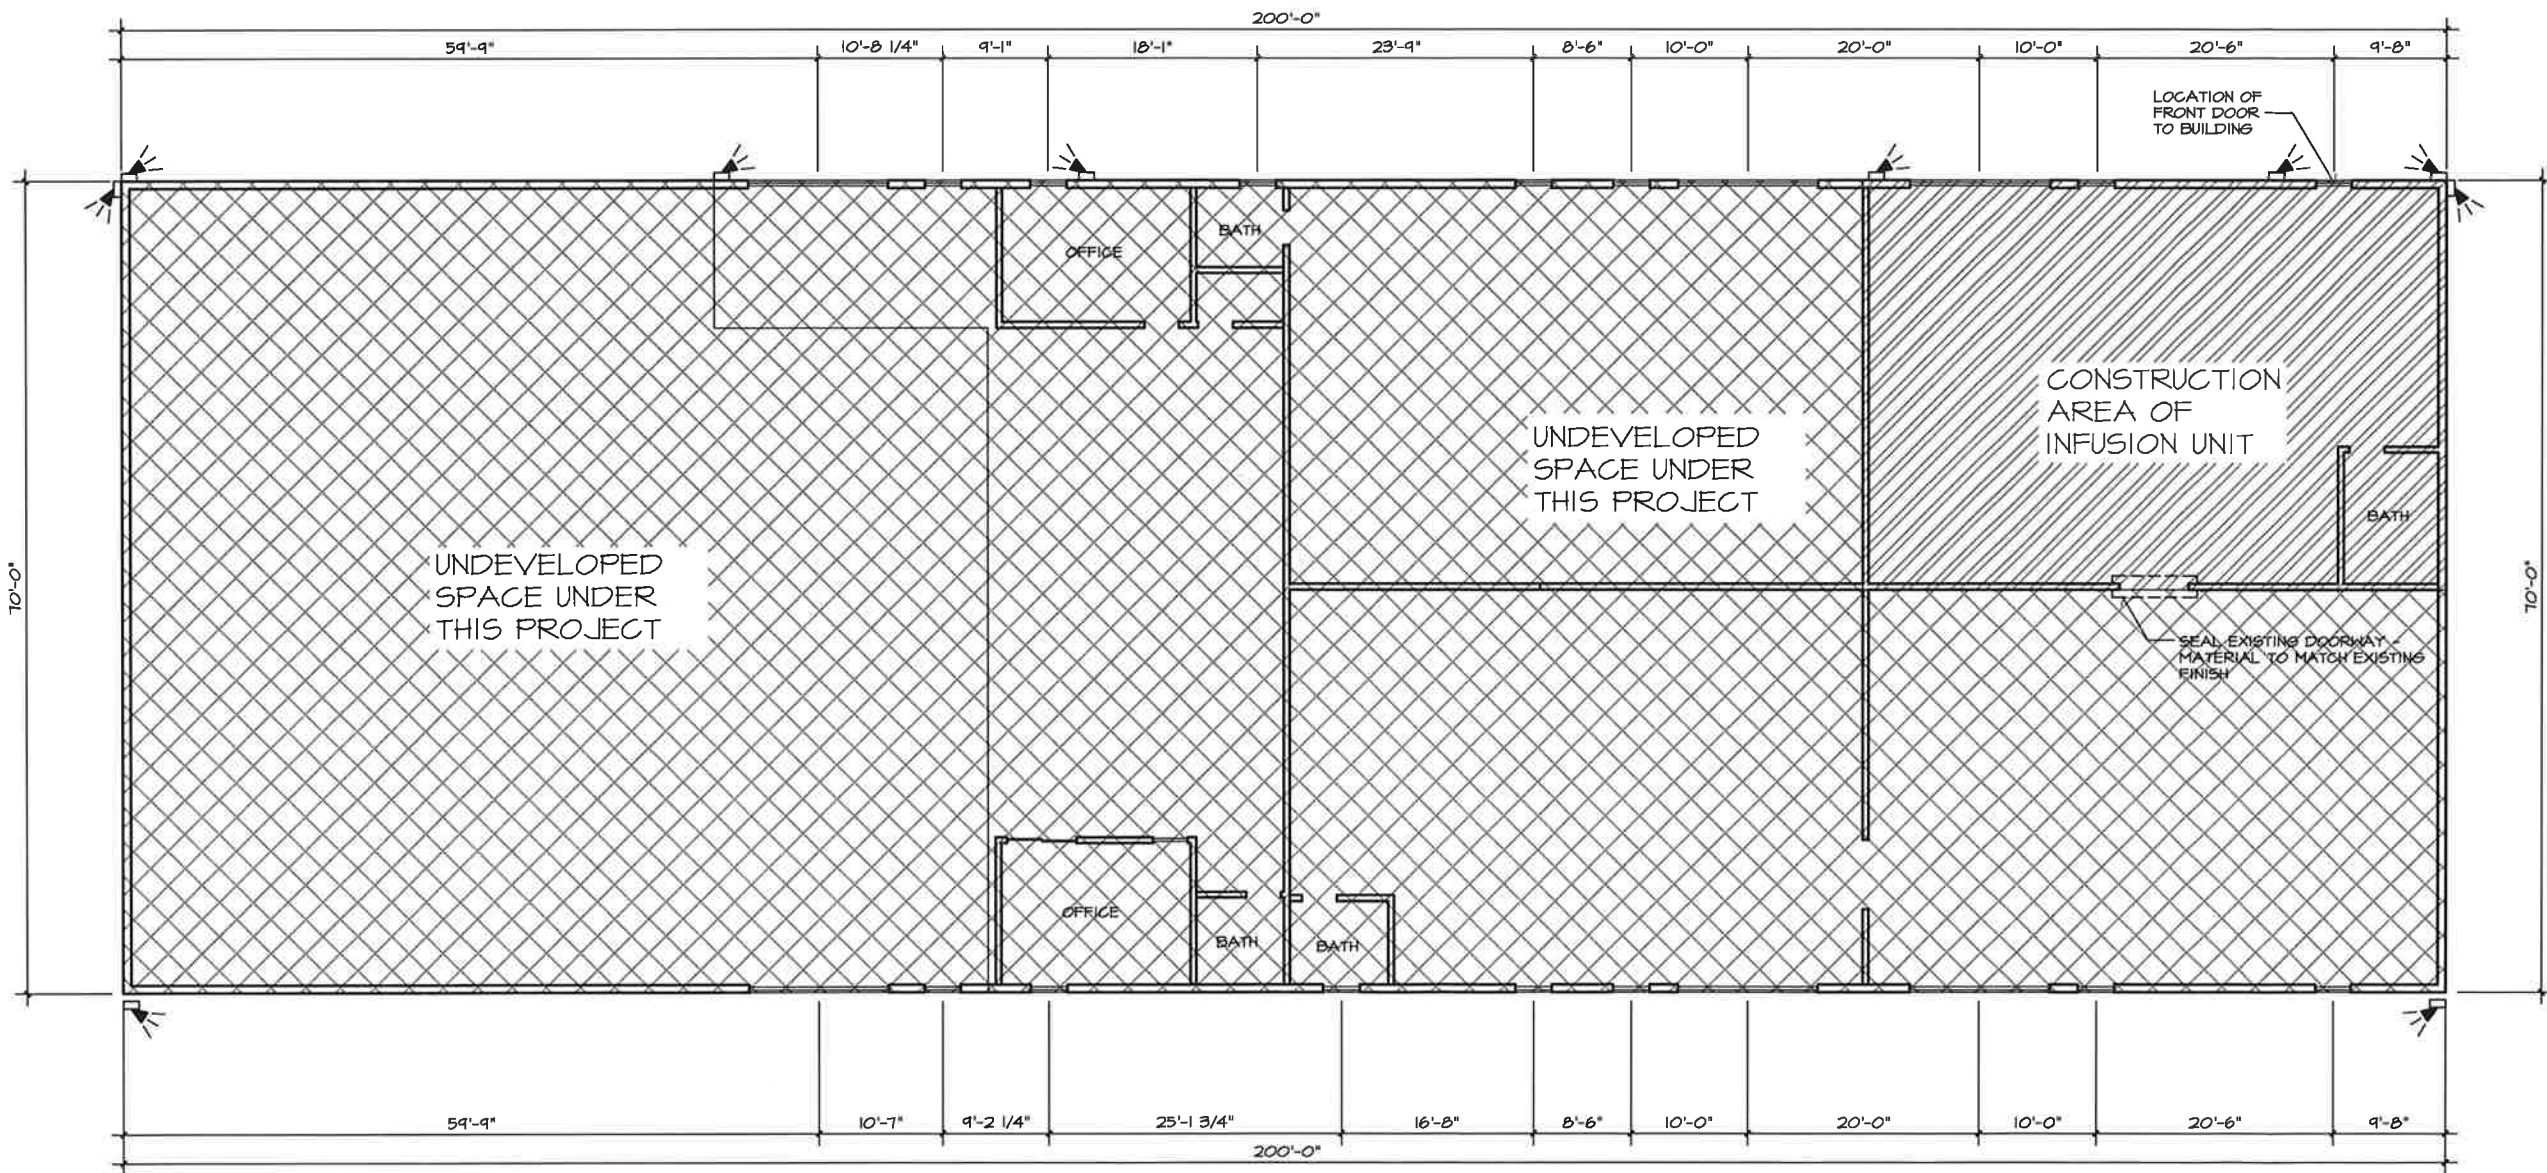 200'-0"
59'-9"
10'-8 1/4"
9'-1"
18'-1"
23'-9"
8'-6"
10'-0"
20'-0"
10'-0"
20'-6"
9'-8"
LOCATION OF
FRONT DOOR
TO BUILDING
OFFICE
BATH
UNDEVELOPED
SPACE UNDER
THIS PROJECT
UNDEVELOPED
SPACE UNDER
THIS PROJECT
CONSTRUCTION
AREA OF
INFUSION UNIT
BATH
70'-0"
70'-0"
SEAL EXISTING DOORWAY -
MATERIAL TO MATCH EXISTING
FINISH
OFFICE
BATH
BATH
59'-9"
10'-7"
9'-2 1/4"
25'-1 3/4"
16'-8"
8'-6"
10'-0"
20'-0"
10'-0"
20'-6"
9'-8"
200'-0"